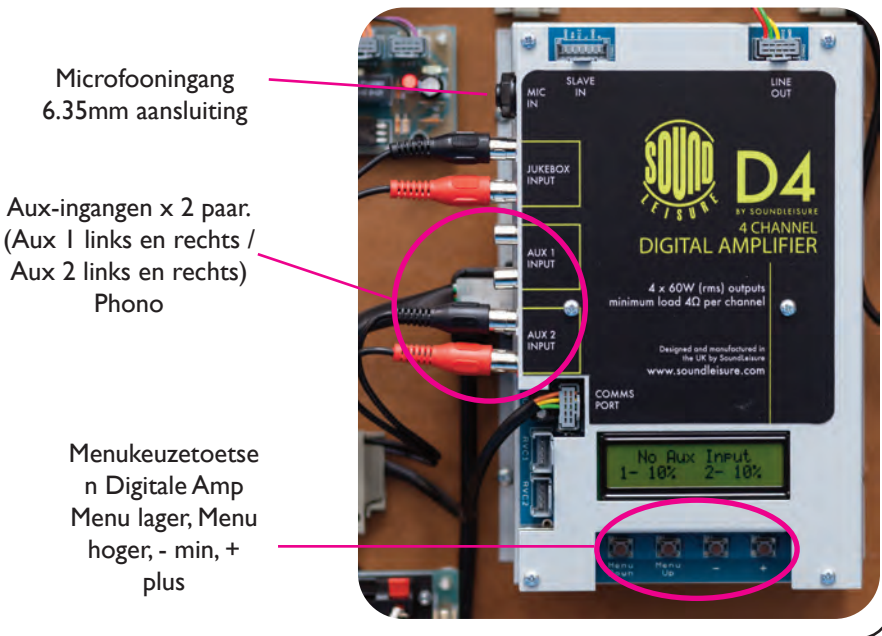 Microfooningang
6.35mm aansluiting
Aux-ingangen x 2 paar.
(Aux 1 links en rechts /
Aux 2 links en rechts)
Phono
Menukeuzetoetse
n Digitale Amp
Menu lager, Menu
hoger, - min, +
plus
SLAVE
IN
LINE
OUT
MIC
IN
JUKEBOX
INPUT
SOUND
LEISURE
D4
BY SOUNDLEISURE
4 CHANNEL
DIGITAL AMPLIFIER
AUX 1
INPUT
4 x 60W (rms) outputs
minimum load 4Ω per channel
AUX 2
INPUT
Designed and manufactured in
the UK by SoundLeisure
www.soundleisure.com
COMMS
PORT
RVC1
RVC2
No Aux Input
1- 10% 2- 10%
Menu
Down
Menu
Up
-
+